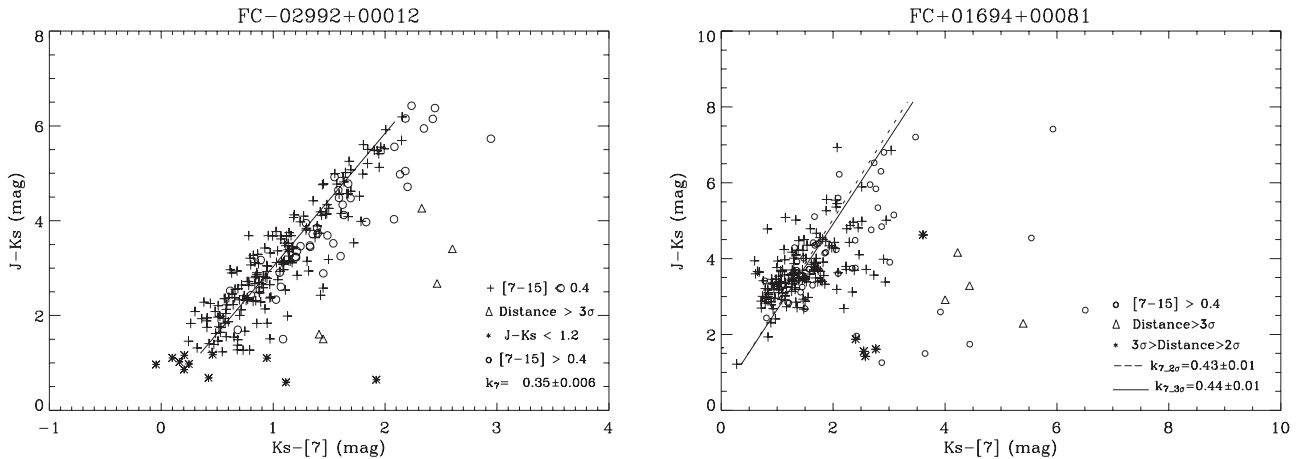 FC-02992+00012
8
6
4
2
0
J-Ks (mag)
-1
0
1
2
3
4
Ks-[7] (mag)
+ [7-15] < 0.4
△ Distance > 3σ
* J-Ks < 1.2
o [7-15] > 0.4
k₇= 0.35±0.006
FC+01694+00081
10
8
6
4
2
0
J-Ks (mag)
0
2
4
6
8
10
Ks-[7] (mag)
o [7-15] > 0.4
△ Distance>3σ
* 3σ>Distance>2σ
k₇_₂σ=0.43±0.01
k₇_₃σ=0.44±0.01